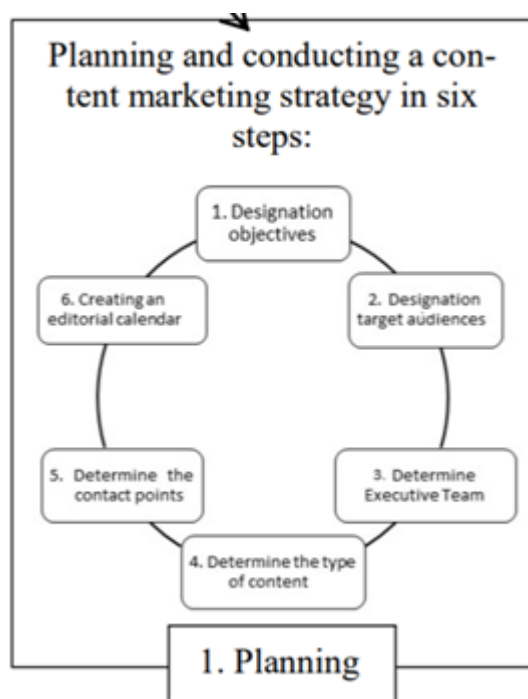 Planning and conducting a con-
tent marketing strategy in six
steps:
1. Designation
objectives
2. Designation
target audiences
3. Determine
Executive Team
4. Determine the type
of content
5. Determine the
contact points
6. Creating an
editorial calendar
1. Planning